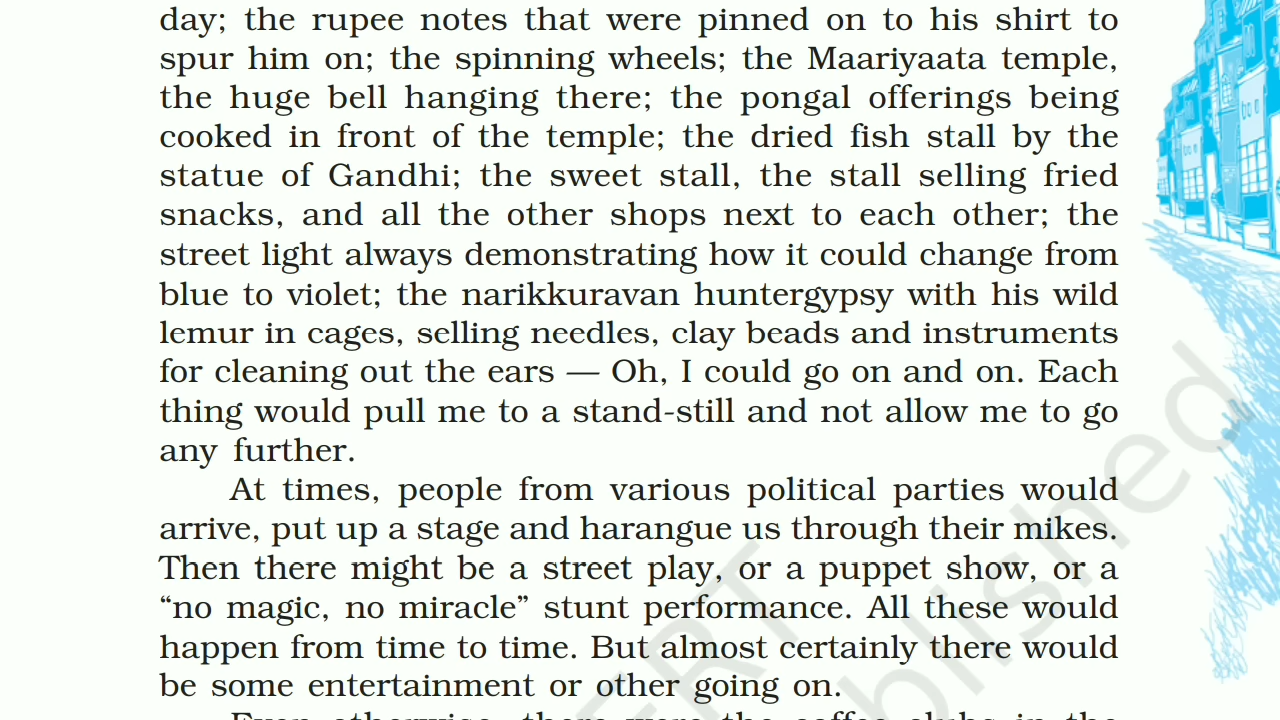 day; the rupee notes that were pinned on to his shirt to
spur him on; the spinning wheels; the Maariyaata temple,
the huge bell hanging there; the pongal offerings being
cooked in front of the temple; the dried fish stall by the
statue of Gandhi; the sweet stall, the stall selling fried
snacks, and all the other shops next to each other; the
street light always demonstrating how it could change from
blue to violet; the narikkuravan huntergypsy with his wild
lemur in cages, selling needles, clay beads and instruments
for cleaning out the ears — Oh, I could go on and on. Each
thing would pull me to a stand-still and not allow me to go
any further.
At times, people from various political parties would
arrive, put up a stage and harangue us through their mikes.
Then there might be a street play, or a puppet show, or a
“no magic, no miracle” stunt performance. All these would
happen from time to time. But almost certainly there would
be some entertainment or other going on.
Even otherwise, there were the coffee clubs in the